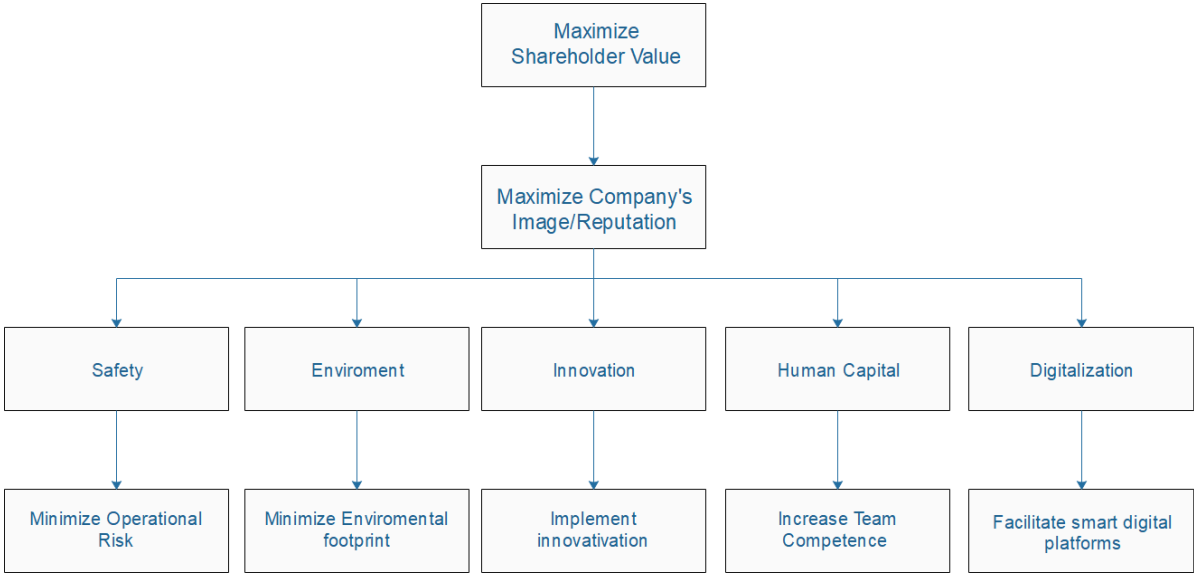 Maximize
Shareholder Value
Maximize Company's
Image/Reputation
Safety
Enviroment
Innovation
Human Capital
Digitalization
Minimize Operational
Risk
Minimize Enviromental
footprint
Implement
innovativation
Increase Team
Competence
Facilitate smart digital
platforms